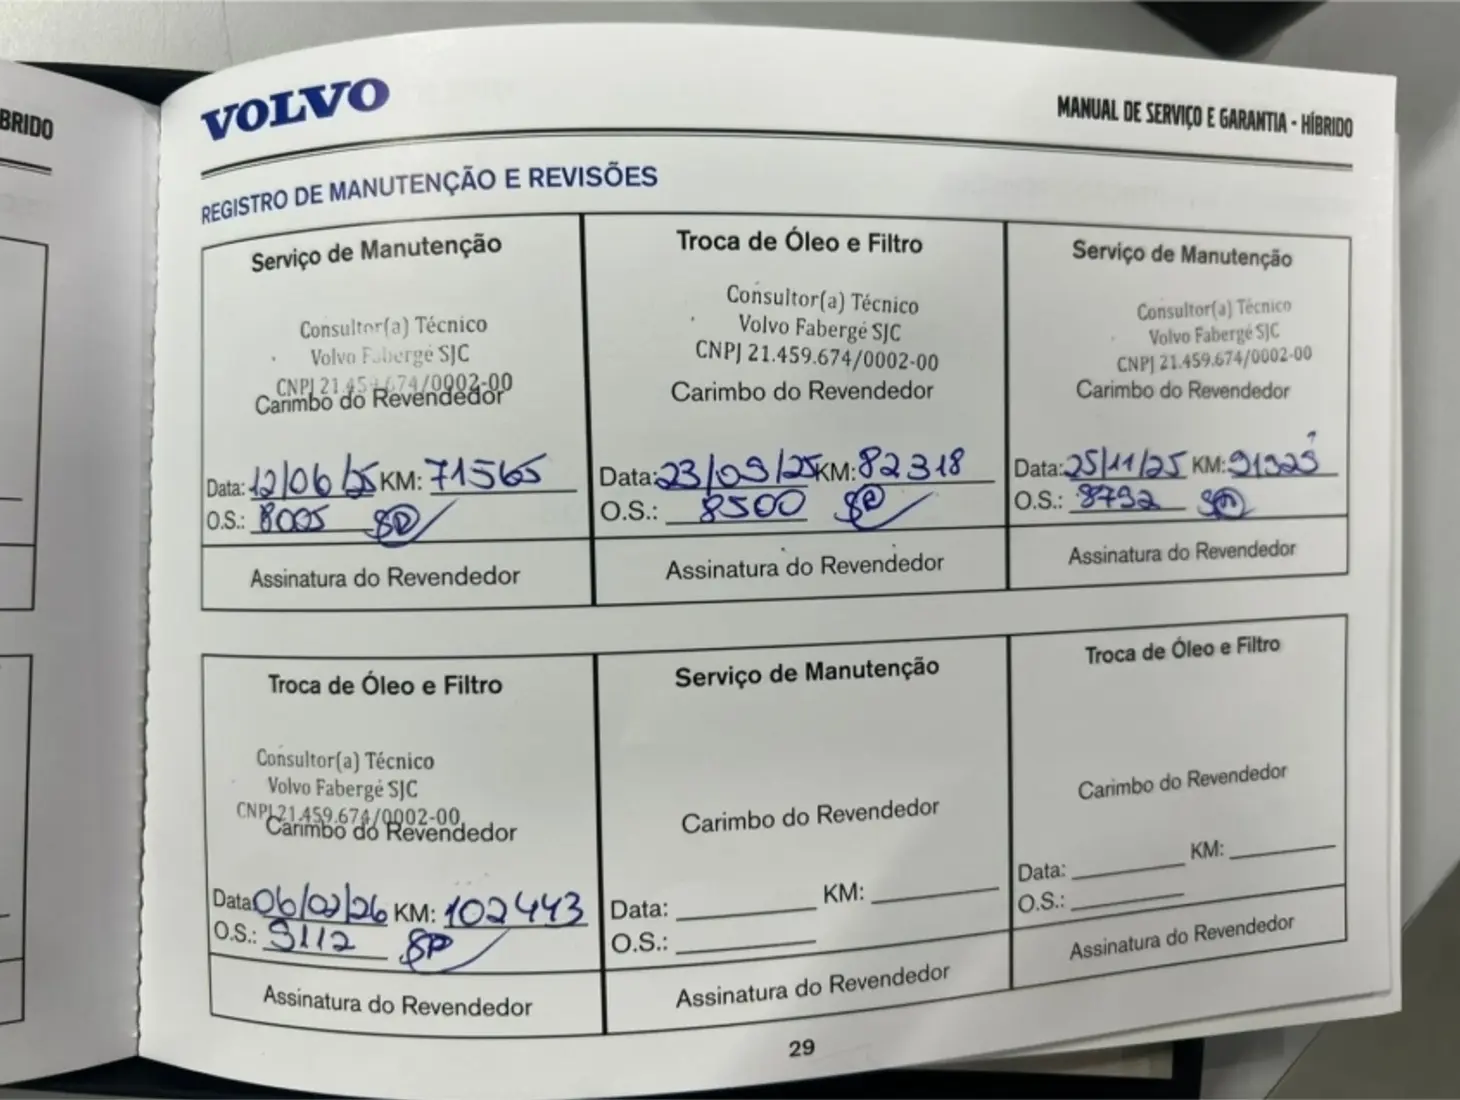 BRIDO
VOLVO
MANUAL DE SERVIÇO E GARANTIA - HÍBRIDO
REGISTRO DE MANUTENÇÃO E REVISÕES
Serviço de Manutenção
Consultor(a) Técnico
Volvo Fabergé SJC
CNPJ 21.459.674/0002-00
Carimbo do Revendedor
Data: 12/06/25 KM: 71565
O.S.: 8005
Assinatura do Revendedor
Troca de Óleo e Filtro
Consultor(a) Técnico
Volvo Fabergé SJC
CNPJ 21.459.674/0002-00
Carimbo do Revendedor
Data: 23/09/25 KM: 82318
O.S.: 8500
Assinatura do Revendedor
Serviço de Manutenção
Consultor(a) Técnico
Volvo Fabergé SJC
CNPJ 21.459.674/0002-00
Carimbo do Revendedor
Data: 25/11/25 KM: 91323
O.S.: 8792
Assinatura do Revendedor
Troca de Óleo e Filtro
Consultor(a) Técnico
Volvo Fabergé SJC
CNPJ 21.459.674/0002-00
Carimbo do Revendedor
Data: 06/02/26 KM: 102443
O.S.: 9112
Assinatura do Revendedor
Serviço de Manutenção
Carimbo do Revendedor
Data: KM:
O.S.:
Assinatura do Revendedor
Troca de Óleo e Filtro
Carimbo do Revendedor
Data: KM:
O.S.:
Assinatura do Revendedor
29